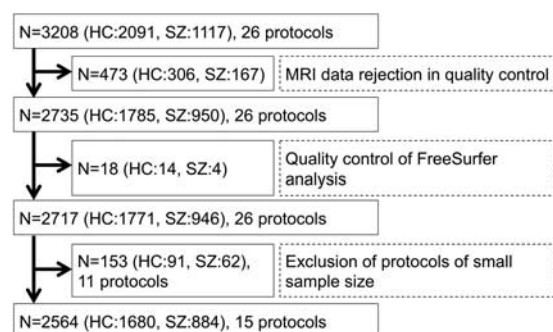 N=3208 (HC:2091, SZ:1117), 26 protocols
N=473 (HC:306, SZ:167)
MRI data rejection in quality control
N=2735 (HC:1785, SZ:950), 26 protocols
N=18 (HC:14, SZ:4)
Quality control of FreeSurfer
analysis
N=2717 (HC:1771, SZ:946), 26 protocols
N=153 (HC:91, SZ:62),
11 protocols
Exclusion of protocols of small
sample size
N=2564 (HC:1680, SZ:884), 15 protocols